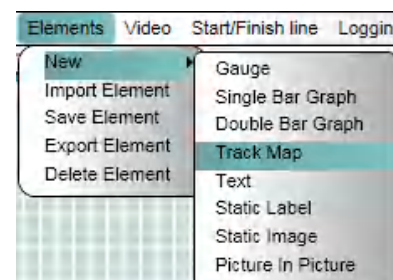 Elements Video Start/Finish line Loggin
New
Import Element
Save Element
Export Element
Delete Element
Gauge
Single Bar Graph
Double Bar Graph
Track Map
Text
Static Label
Static Image
Picture In Picture